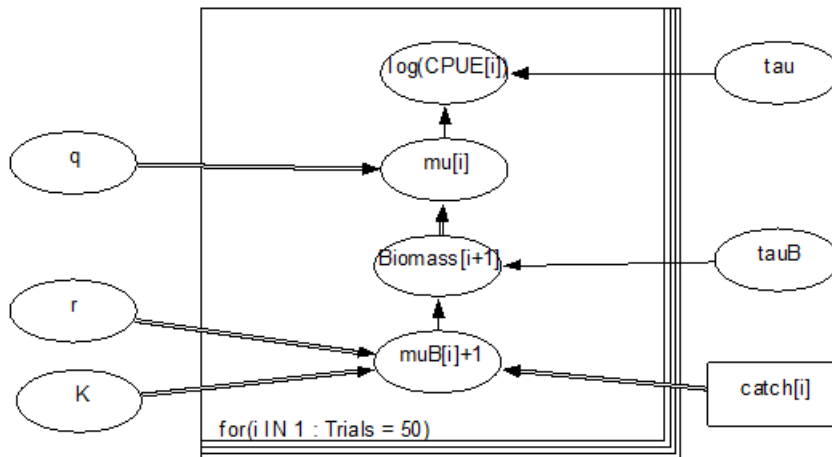 log(CPUE[i])
tau
q
mu[i]
Biomass[i+1]
tauB
r
muB[i]+1
K
catch[i]
for(i IN 1 : Trials = 50)